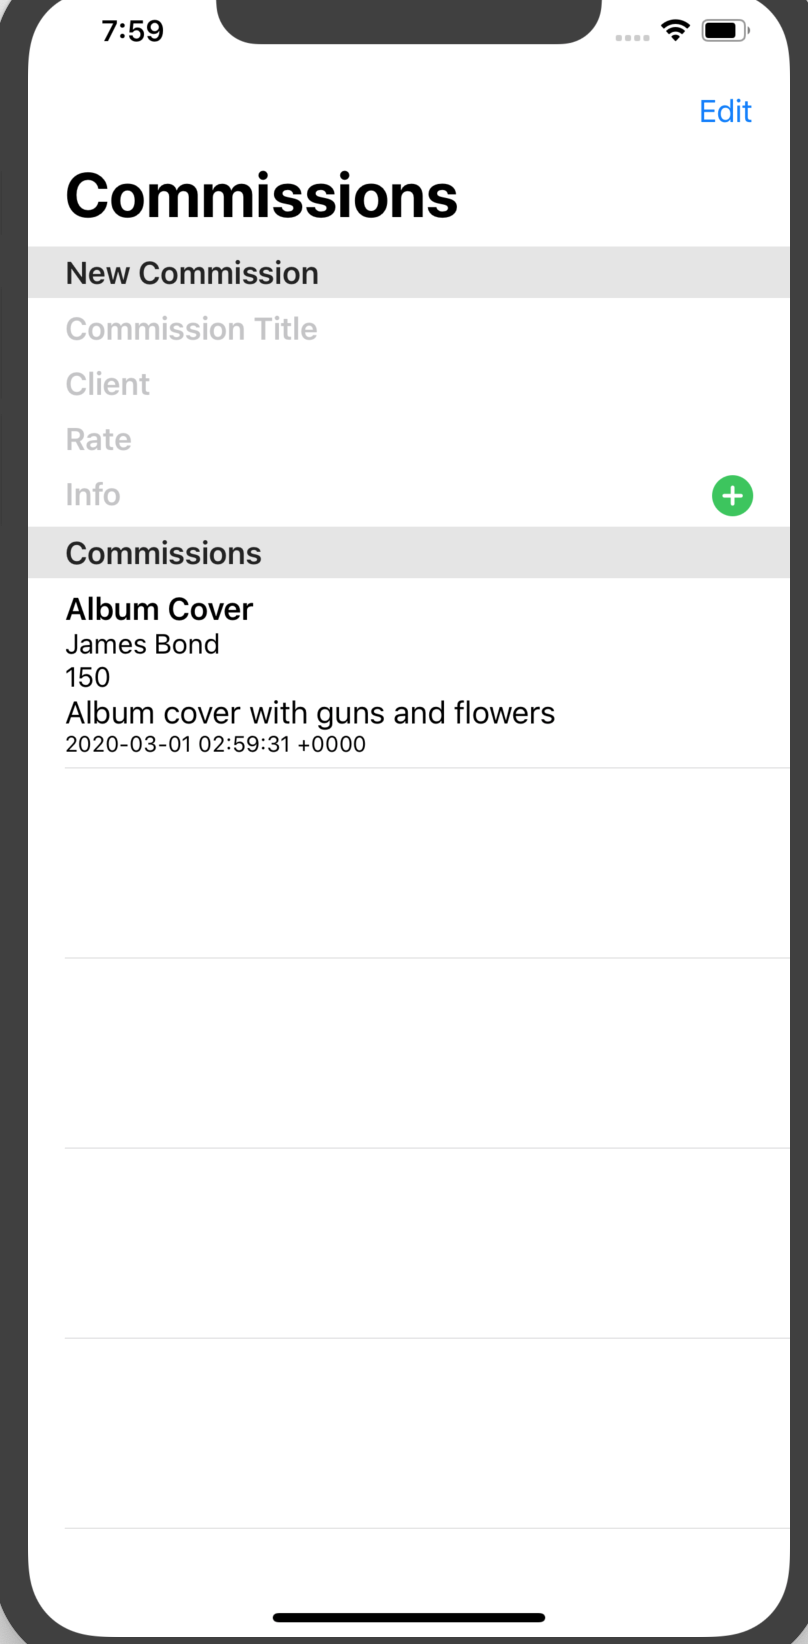 7:59
Edit
Commissions
New Commission
Commission Title
Client
Rate
Info
Commissions
Album Cover
James Bond
150
Album cover with guns and flowers
2020-03-01 02:59:31 +0000